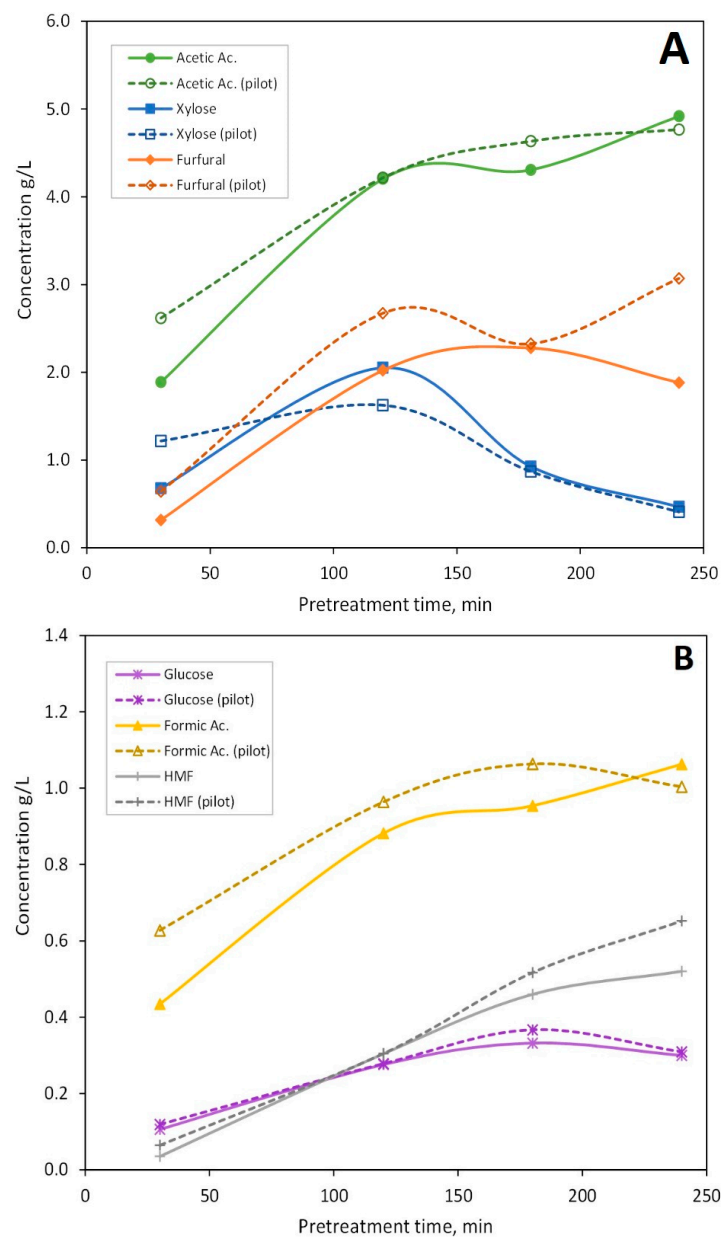 A
6.0
5.0
4.0
3.0
2.0
1.0
0.0
Concentration g/L
Acetic Ac.
Acetic Ac. (pilot)
Xylose
Xylose (pilot)
Furfural
Furfural (pilot)
0 50 100 150 200 250
Pretreatment time, min
B
1.4
1.2
1.0
0.8
0.6
0.4
0.2
0.0
Concentration g/L
Glucose
Glucose (pilot)
Formic Ac.
Formic Ac. (pilot)
HMF
HMF (pilot)
0 50 100 150 200 250
Pretreatment time, min